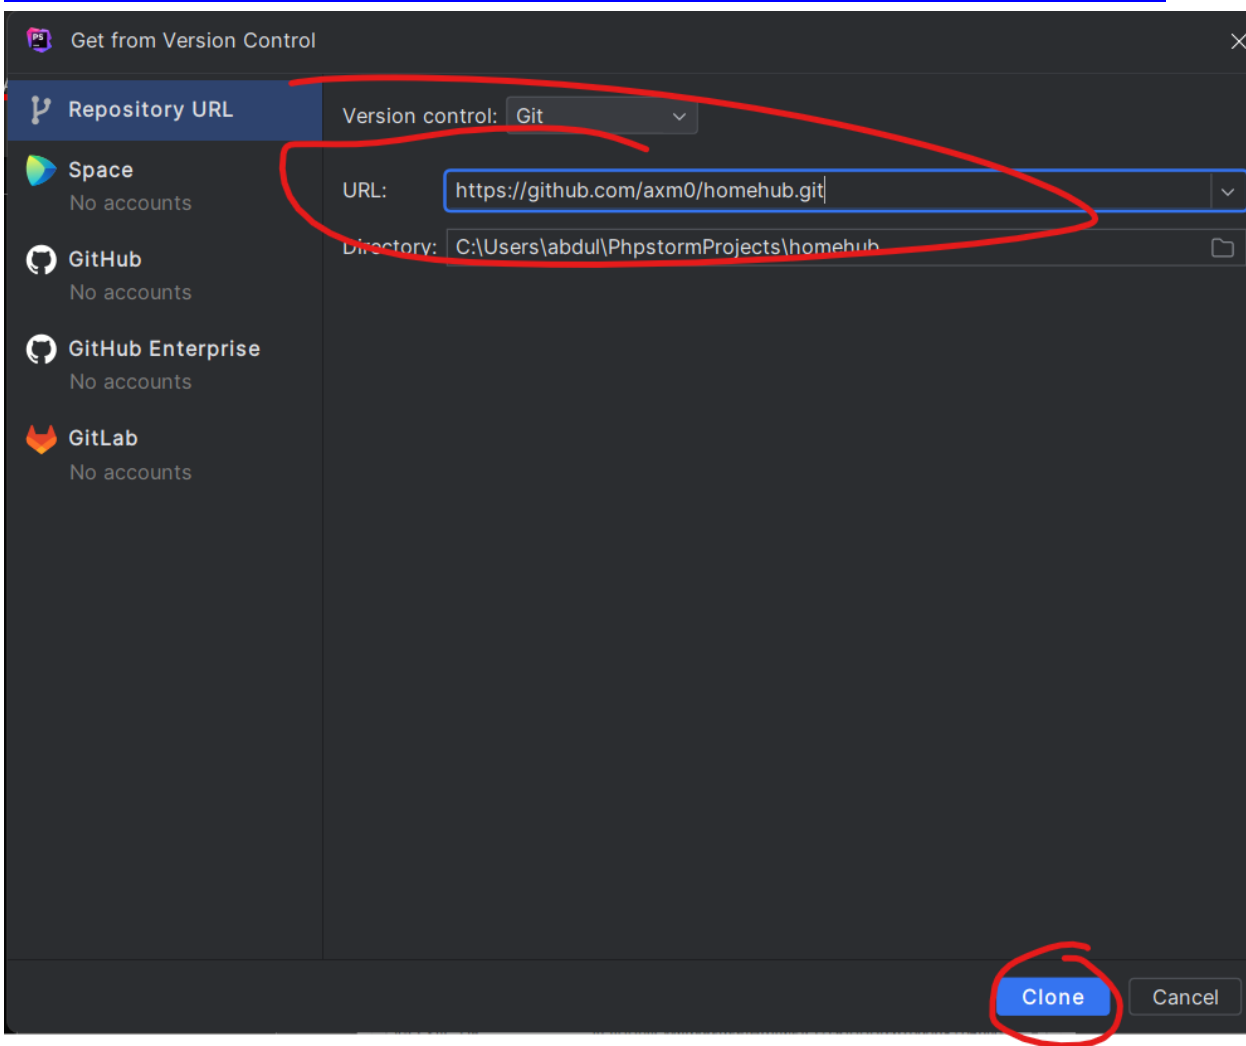 PS
Get from Version Control
Repository URL
Version control: Git
Space
No accounts
URL: https://github.com/axm0/homehub.git
Directory: C:\Users\abdul\PhpstormProjects\homehub
GitHub
No accounts
GitHub Enterprise
No accounts
GitLab
No accounts
Clone
Cancel